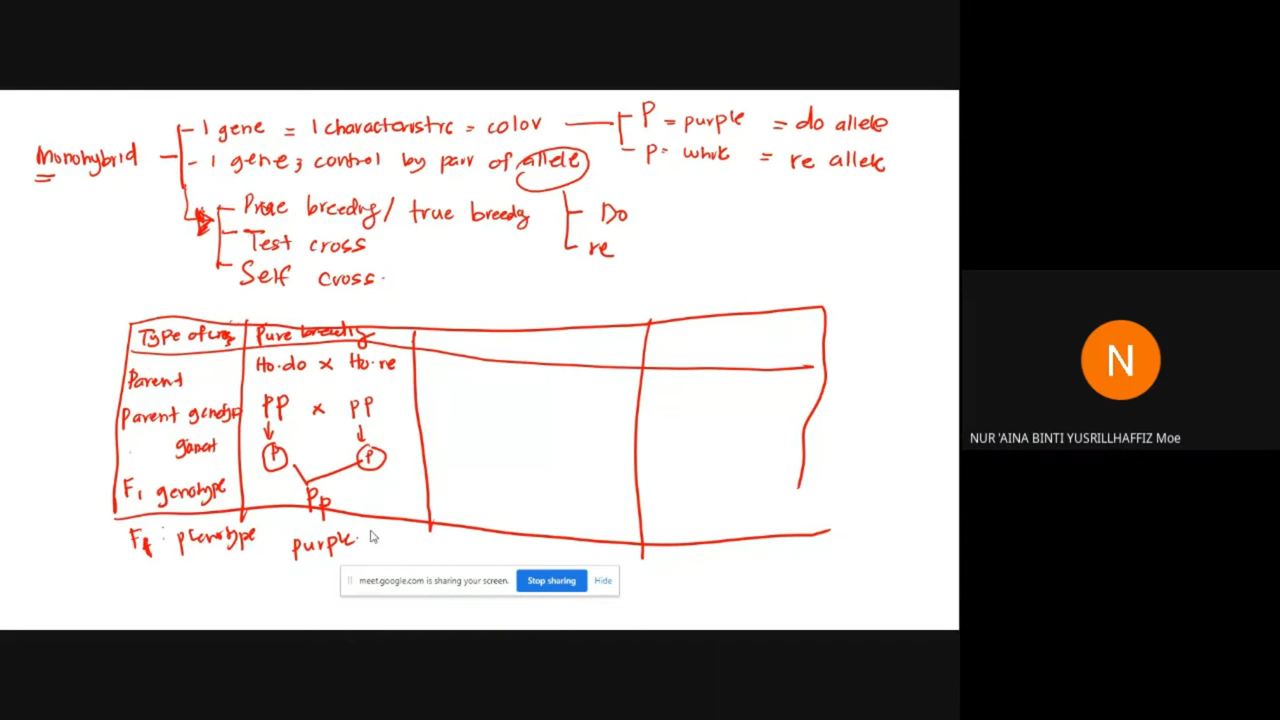 Monohybrid
- 1 gene = 1 characteristic = color
P = purple = do allele
p = white = re allele
- 1 gene; control by pair of allele
Do
re
- Pure breeding / true breedg
- Test cross
- Self cross.
Type of cross Pure breeding
Parent Ho.do x Ho.re
Parent genotype PP x pp
gamet P p
F1 genotype Pp
F1 : phenotype purple.
meet.google.com is sharing your screen. Stop sharing Hide
N
NUR 'AINA BINTI YUSRILLHAFFIZ Moe